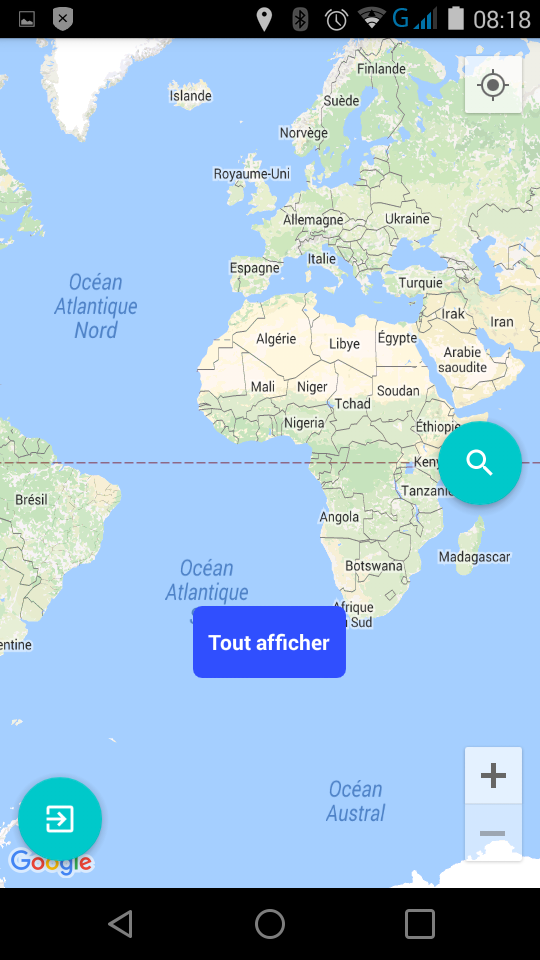 G
08:18
Finlande
Islande
Suède
Norvège
Royaume-Uni
Allemagne
Ukraine
Italie
Espagne
Turquie
Océan
Atlantique
Nord
Irak
Iran
Algérie
Libye
Égypte
Arabie
saoudite
Mali
Niger
Soudan
Tchad
Nigeria
Éthiopie
Keny
Brésil
Tanzanie
Angola
Océan
Atlantique
Madagascar
Botswana
Afrique
u Sud
Tout afficher
entine
Océan
Austral
Google